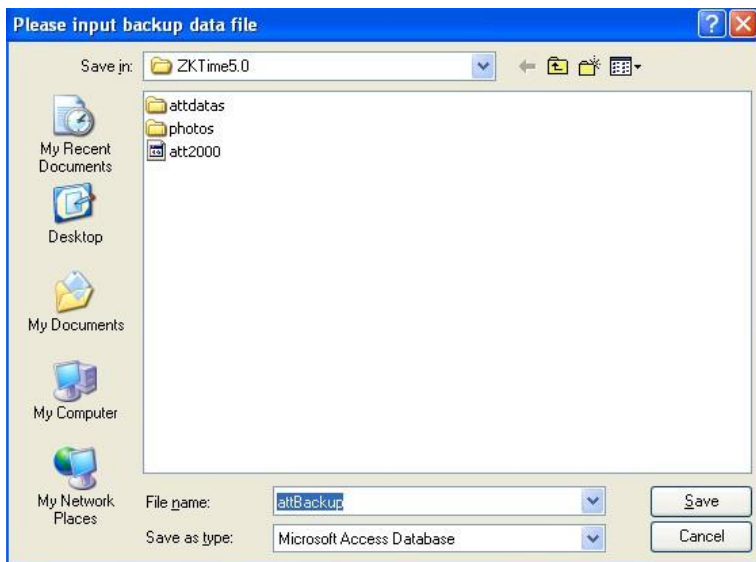 Please input backup data file
Save in:
ZKTime5.0
attdatas
photos
att2000
My Recent
Documents
Desktop
My Documents
My Computer
My Network
Places
File name:
attBackup
Save
Save as type:
Microsoft Access Database
Cancel